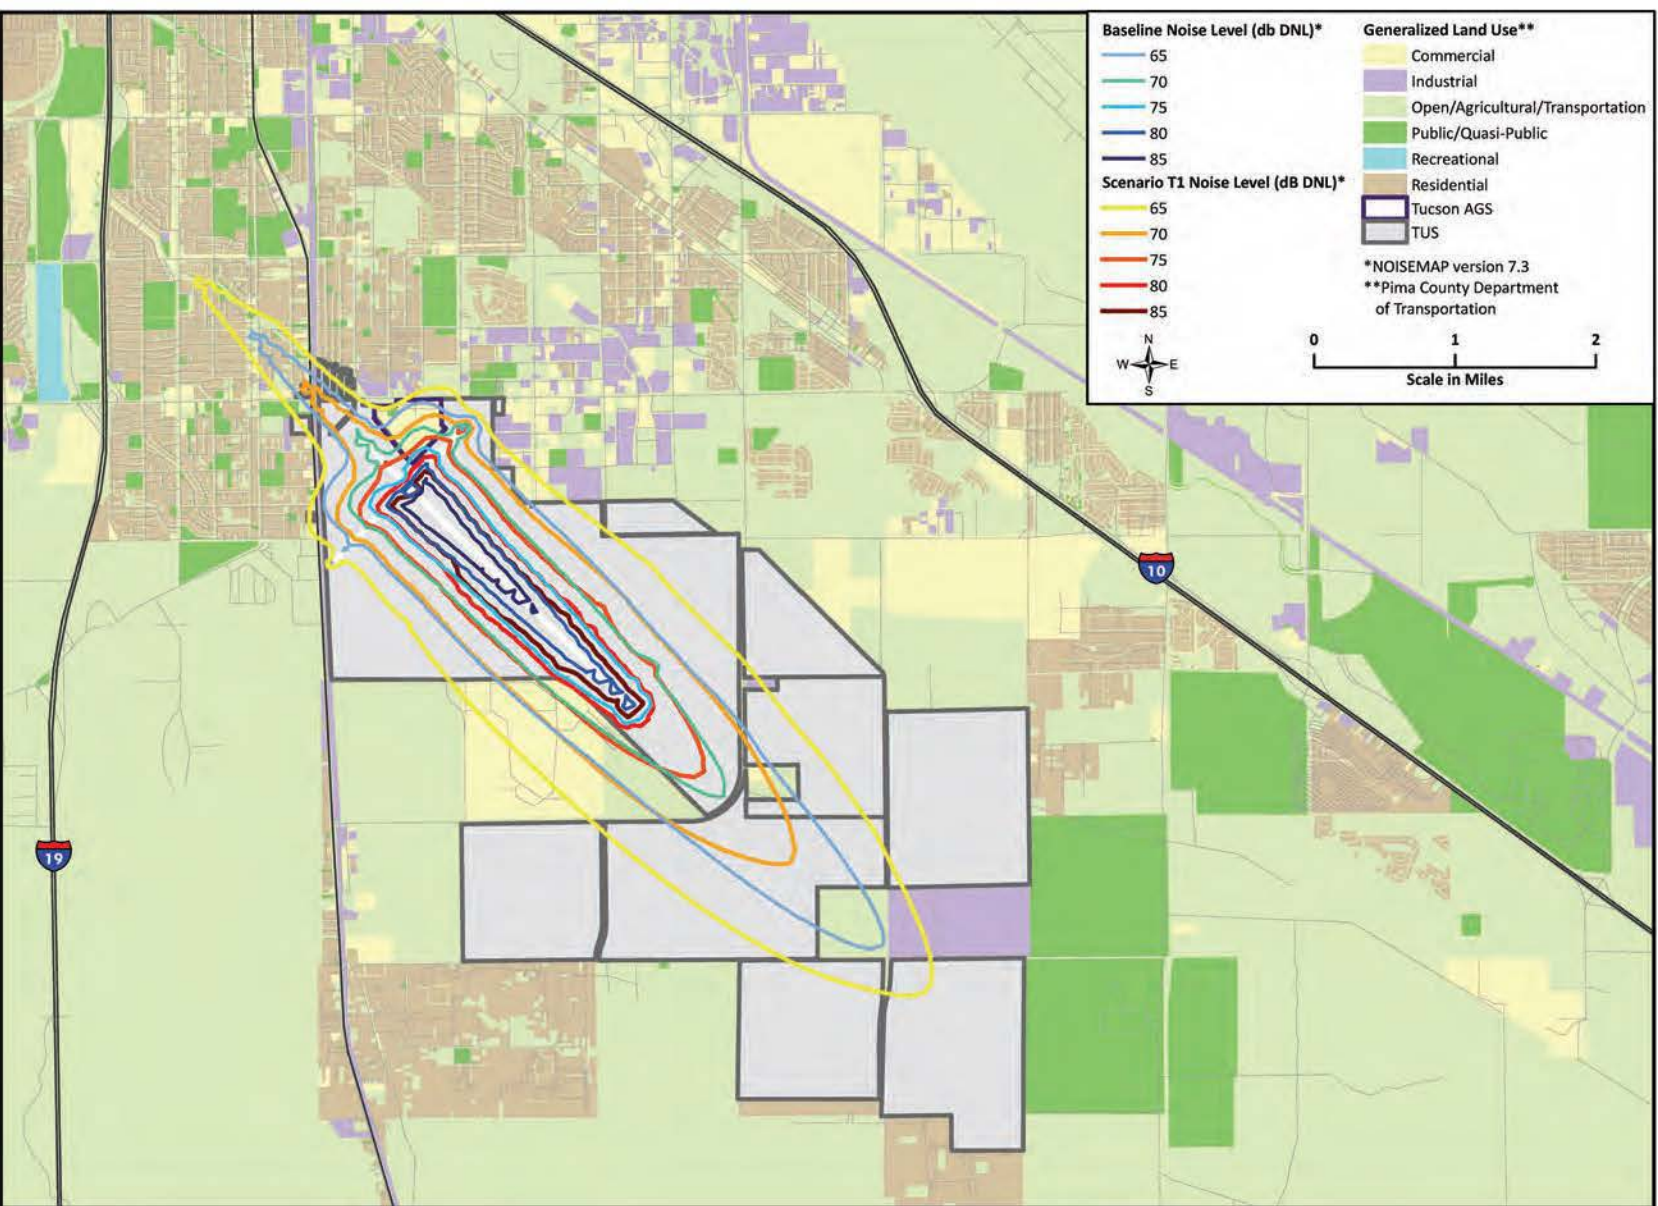 Baseline Noise Level (db DNL)*
65
70
75
80
85
Scenario T1 Noise Level (dB DNL)*
65
70
75
80
85
Generalized Land Use**
Commercial
Industrial
Open/Agricultural/Transportation
Public/Quasi-Public
Recreational
Residential
Tucson AGS
TUS
*NOISEMAP version 7.3
**Pima County Department
of Transportation
N
W E
S
0 1 2
Scale in Miles
10
19